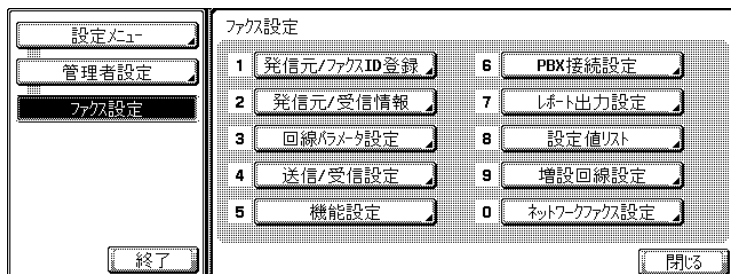 設定メニュー
管理者設定
ファクス設定
終了
ファクス設定
1 発信元/ファクスID登録
2 発信元/受信情報
3 回線パラメータ設定
4 送信/受信設定
5 機能設定
6 PBX接続設定
7 レポート出力設定
8 設定値リスト
9 増設回線設定
0 ネットワークファクス設定
閉じる